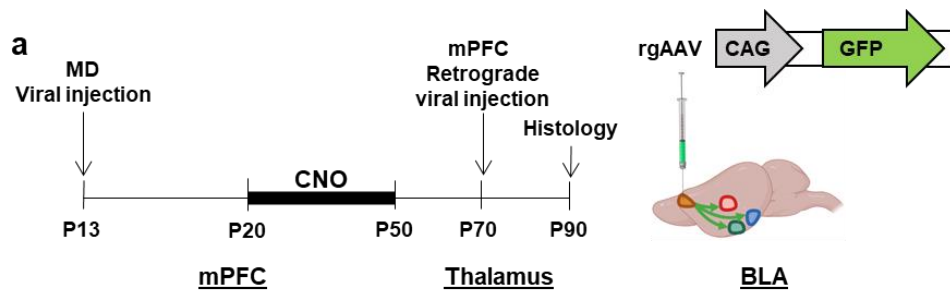 a
MD
Viral injection
mPFC
Retrograde
viral injection
Histology
CNO
P13
P20
P50
P70
P90
rgAAV
CAG
GFP
mPFC
Thalamus
BLA